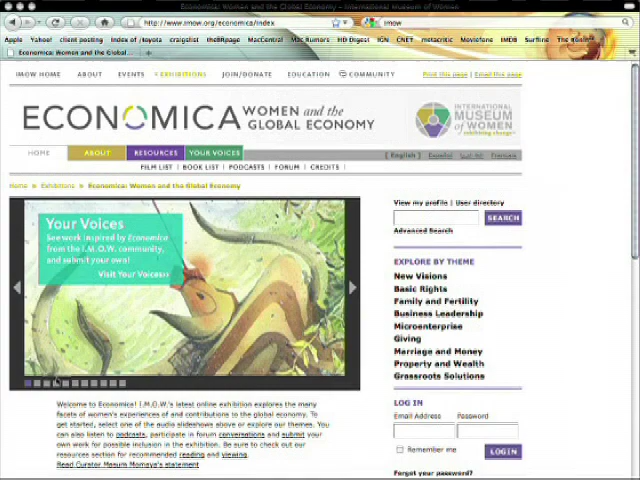 Economica: Women and the Global Economy – International Museum of Women
http://www.imow.org/economica/index
imow
Apple Yahoo! client posting Index of /toyota craigslist theBRpage MacCentral Mac Rumors HD Digest IGN CNET metacritic Moviefone IMDB Surfline
Economica: Women and the Global...
IMOW HOME ABOUT EVENTS EXHIBITIONS JOIN/DONATE EDUCATION COMMUNITY
Print this page | Email this page
ECONOMICA WOMEN and the GLOBAL ECONOMY
INTERNATIONAL
MUSEUM
of WOMEN
exhibiting change
HOME ABOUT RESOURCES YOUR VOICES
[ English ] Español العربية Français
FILM LIST | BOOK LIST | PODCASTS | FORUM | CREDITS |
Home » Exhibitions » Economica: Women and the Global Economy
Your Voices
See work inspired by Economica
from the I.M.O.W. community,
and submit your own!
Visit Your Voices>>
Welcome to Economica! I.M.O.W.'s latest online exhibition explores the many
facets of women's experiences of and contributions to the global economy. To
get started, select one of the audio slideshows above or explore our themes. You
can also listen to podcasts, participate in forum conversations and submit your
own work for possible inclusion in the exhibition. Be sure to check out our
resources section for recommended reading and viewing.
Read Curator Masum Momaya's statement
View my profile | User directory
SEARCH
Advanced Search
EXPLORE BY THEME
New Visions
Basic Rights
Family and Fertility
Business Leadership
Microenterprise
Giving
Marriage and Money
Property and Wealth
Grassroots Solutions
LOG IN
Email Address Password
Remember me
LOGIN
Forgot your password?